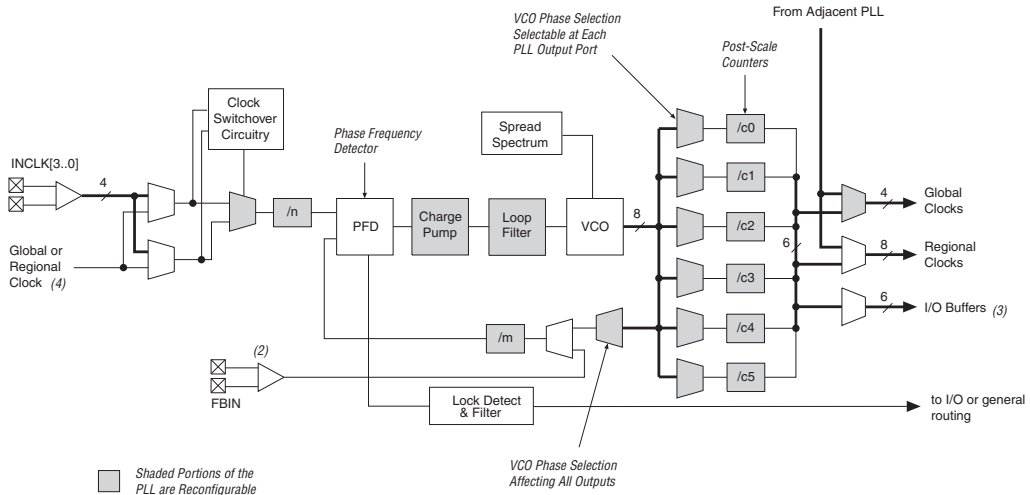 From Adjacent PLL
VCO Phase Selection
Selectable at Each
PLL Output Port
Post-Scale
Counters
Clock
Switchover
Circuitry
Phase Frequency
Detector
Spread
Spectrum
INCLK[3..0]
4
Global or
Regional
Clock (4)
/n
PFD
Charge
Pump
Loop
Filter
VCO
8
/c0
/c1
/c2
/c3
/c4
/c5
6
4
Global
Clocks
8
Regional
Clocks
6
I/O Buffers (3)
/m
(2)
FBIN
Lock Detect
& Filter
to I/O or general
routing
VCO Phase Selection
Affecting All Outputs
Shaded Portions of the
PLL are Reconfigurable